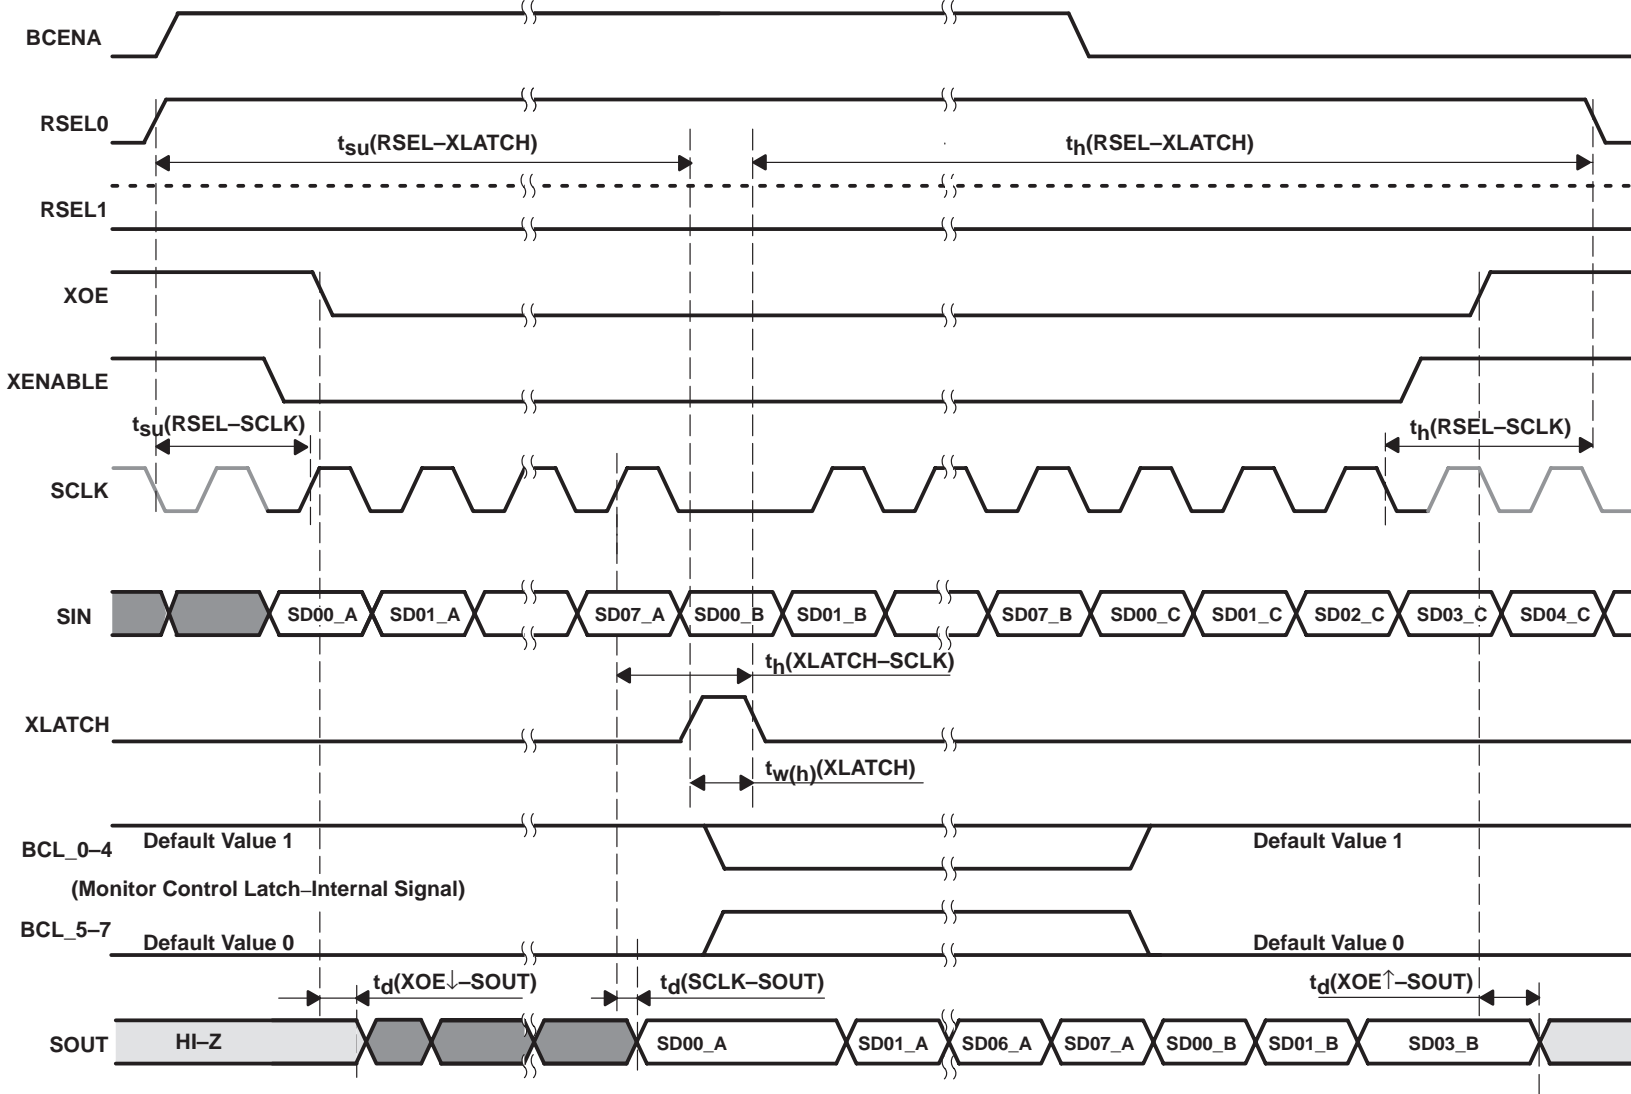 BCENA
RSEL0
tsu(RSEL–XLATCH)
th(RSEL–XLATCH)
RSEL1
XOE
XENABLE
tsu(RSEL–SCLK)
th(RSEL–SCLK)
SCLK
SIN
SD00_A
SD01_A
SD07_A
SD00_B
SD01_B
SD07_B
SD00_C
SD01_C
SD02_C
SD03_C
SD04_C
th(XLATCH–SCLK)
XLATCH
tw(h)(XLATCH)
BCL_0–4
Default Value 1
Default Value 1
(Monitor Control Latch–Internal Signal)
BCL_5–7
Default Value 0
Default Value 0
td(XOE↓–SOUT)
td(SCLK–SOUT)
td(XOE↑–SOUT)
SOUT
HI–Z
SD00_A
SD01_A
SD06_A
SD07_A
SD00_B
SD01_B
SD03_B